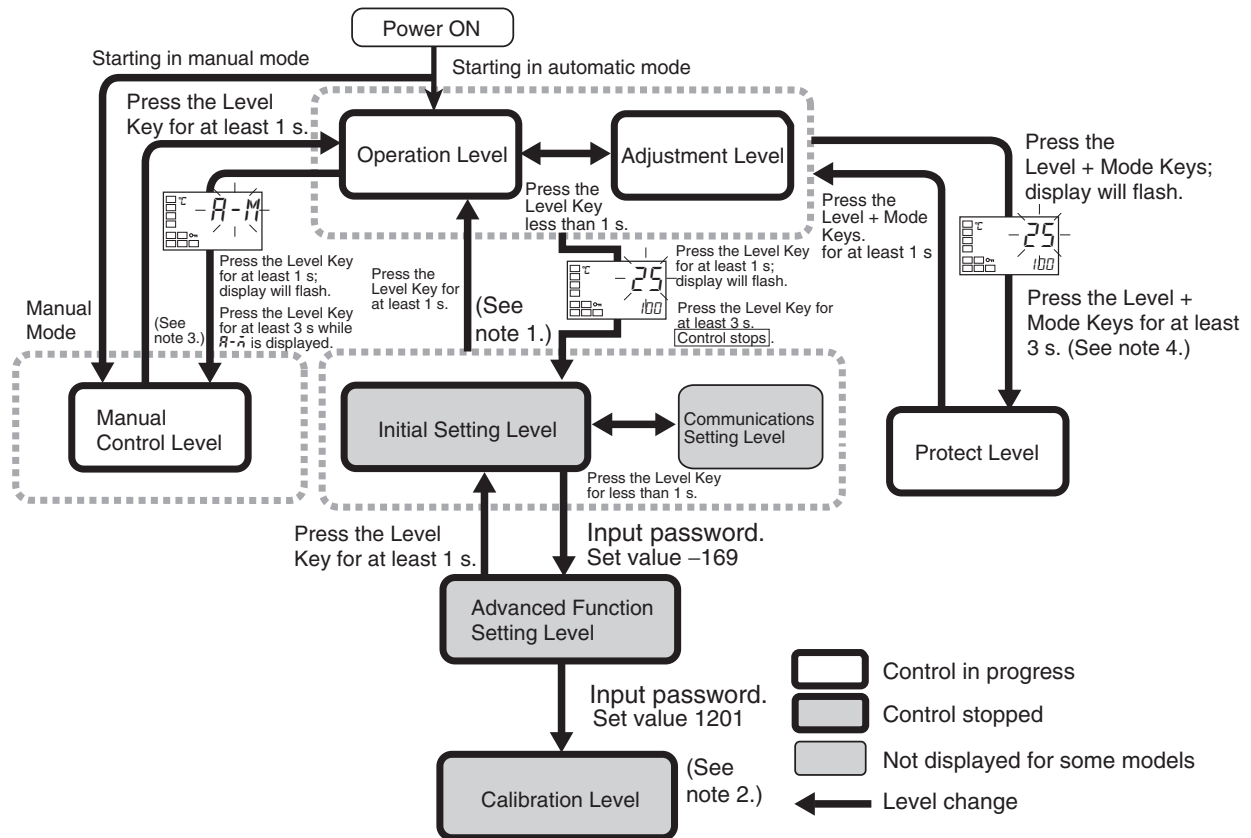 Power ON
Starting in manual mode
Starting in automatic mode
Press the Level
Key for at least 1 s.
Operation Level
Adjustment Level
Press the
Level Key
less than 1 s.
Press the
Level + Mode Keys;
display will flash.
Press the
Level + Mode
Keys.
for at least 1 s
°C
A-M
°C
25
100
°C
25
100
Press the Level Key
for at least 1 s;
display will flash.
Press the Level Key
for at least 3 s while
A-M is displayed.
Press the
Level Key for
at least 1 s.
(See
note 1.)
Press the Level Key
for at least 1 s;
display will flash.
Press the Level Key for
at least 3 s.
Control stops.
Press the Level +
Mode Keys for at least
3 s. (See note 4.)
Manual
Mode
(See
note 3.)
Manual
Control Level
Initial Setting Level
Communications
Setting Level
Protect Level
Press the Level Key
for less than 1 s.
Press the Level
Key for at least 1 s.
Input password.
Set value –169
Advanced Function
Setting Level
Input password.
Set value 1201
Calibration Level
(See
note 2.)
Control in progress
Control stopped
Not displayed for some models
Level change